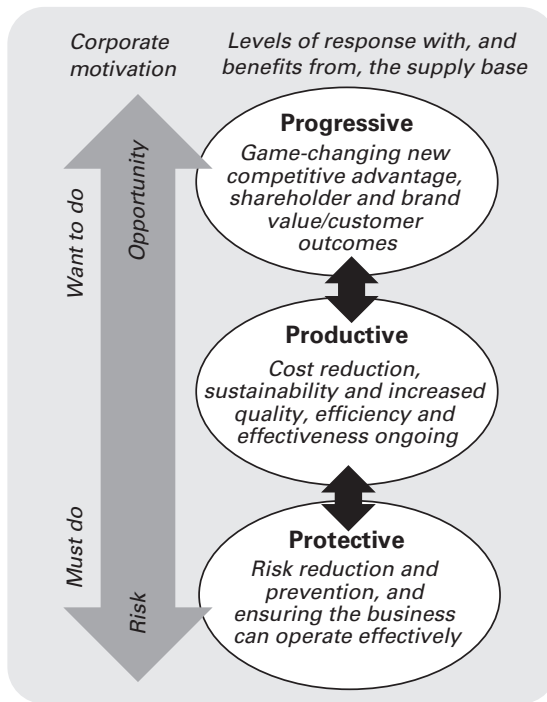 Corporate
motivation
Levels of response with, and
benefits from, the supply base
Want to do
Opportunity
Must do
Risk
Progressive
Game-changing new
competitive advantage,
shareholder and brand
value/customer
outcomes
Productive
Cost reduction,
sustainability and increased
quality, efficiency and
effectiveness ongoing
Protective
Risk reduction and
prevention, and
ensuring the business
can operate effectively